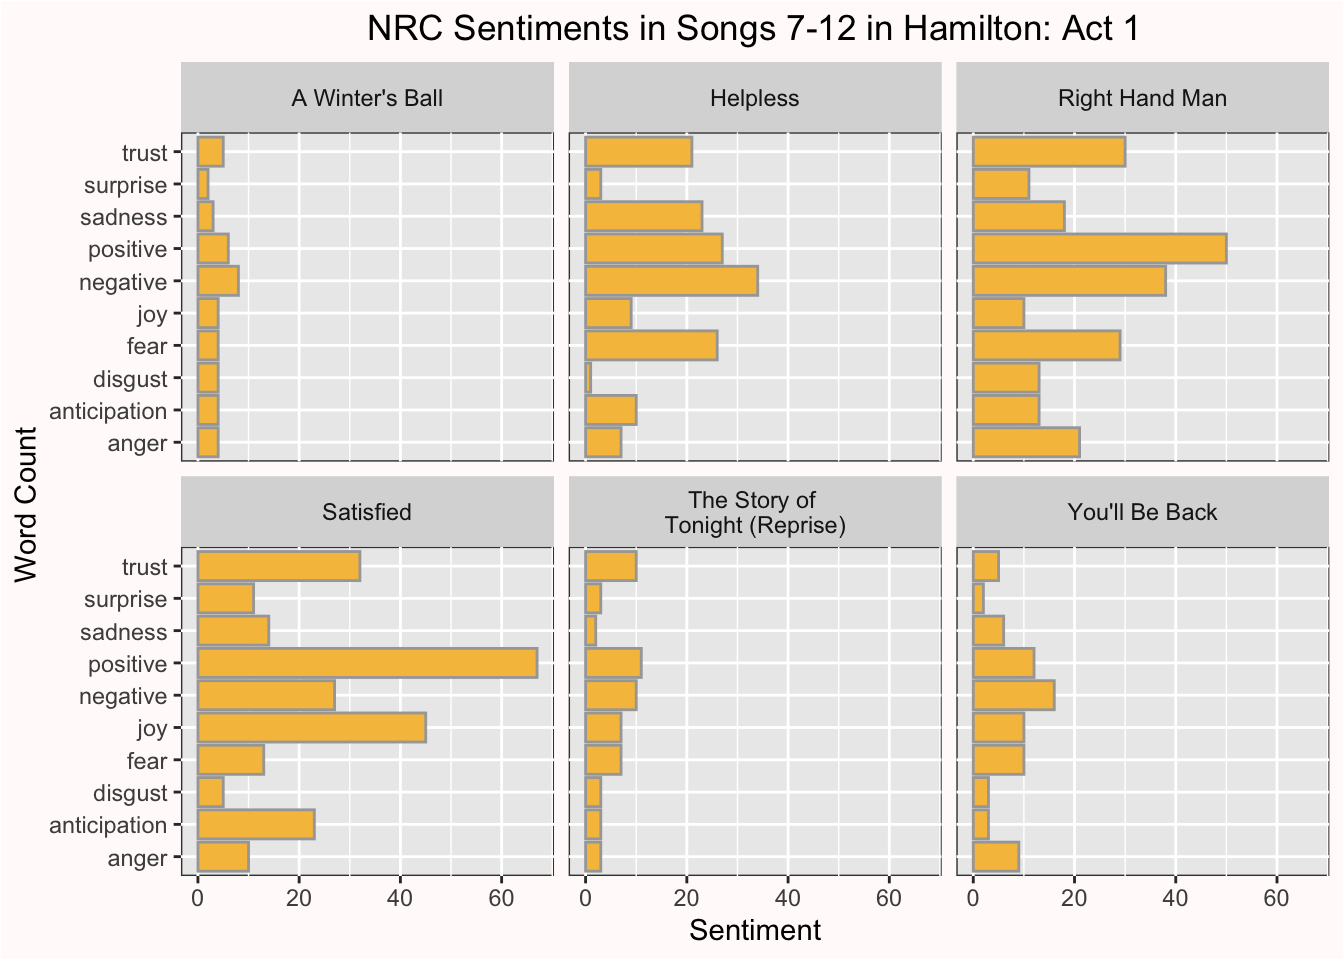 NRC Sentiments in Songs 7-12 in Hamilton: Act 1
A Winter's Ball
Helpless
Right Hand Man
trust
surprise
sadness
positive
negative
joy
fear
disgust
anticipation
anger
Word Count
Satisfied
The Story of
Tonight (Reprise)
You'll Be Back
trust
surprise
sadness
positive
negative
joy
fear
disgust
anticipation
anger
0 20 40 60
0 20 40 60
0 20 40 60
Sentiment